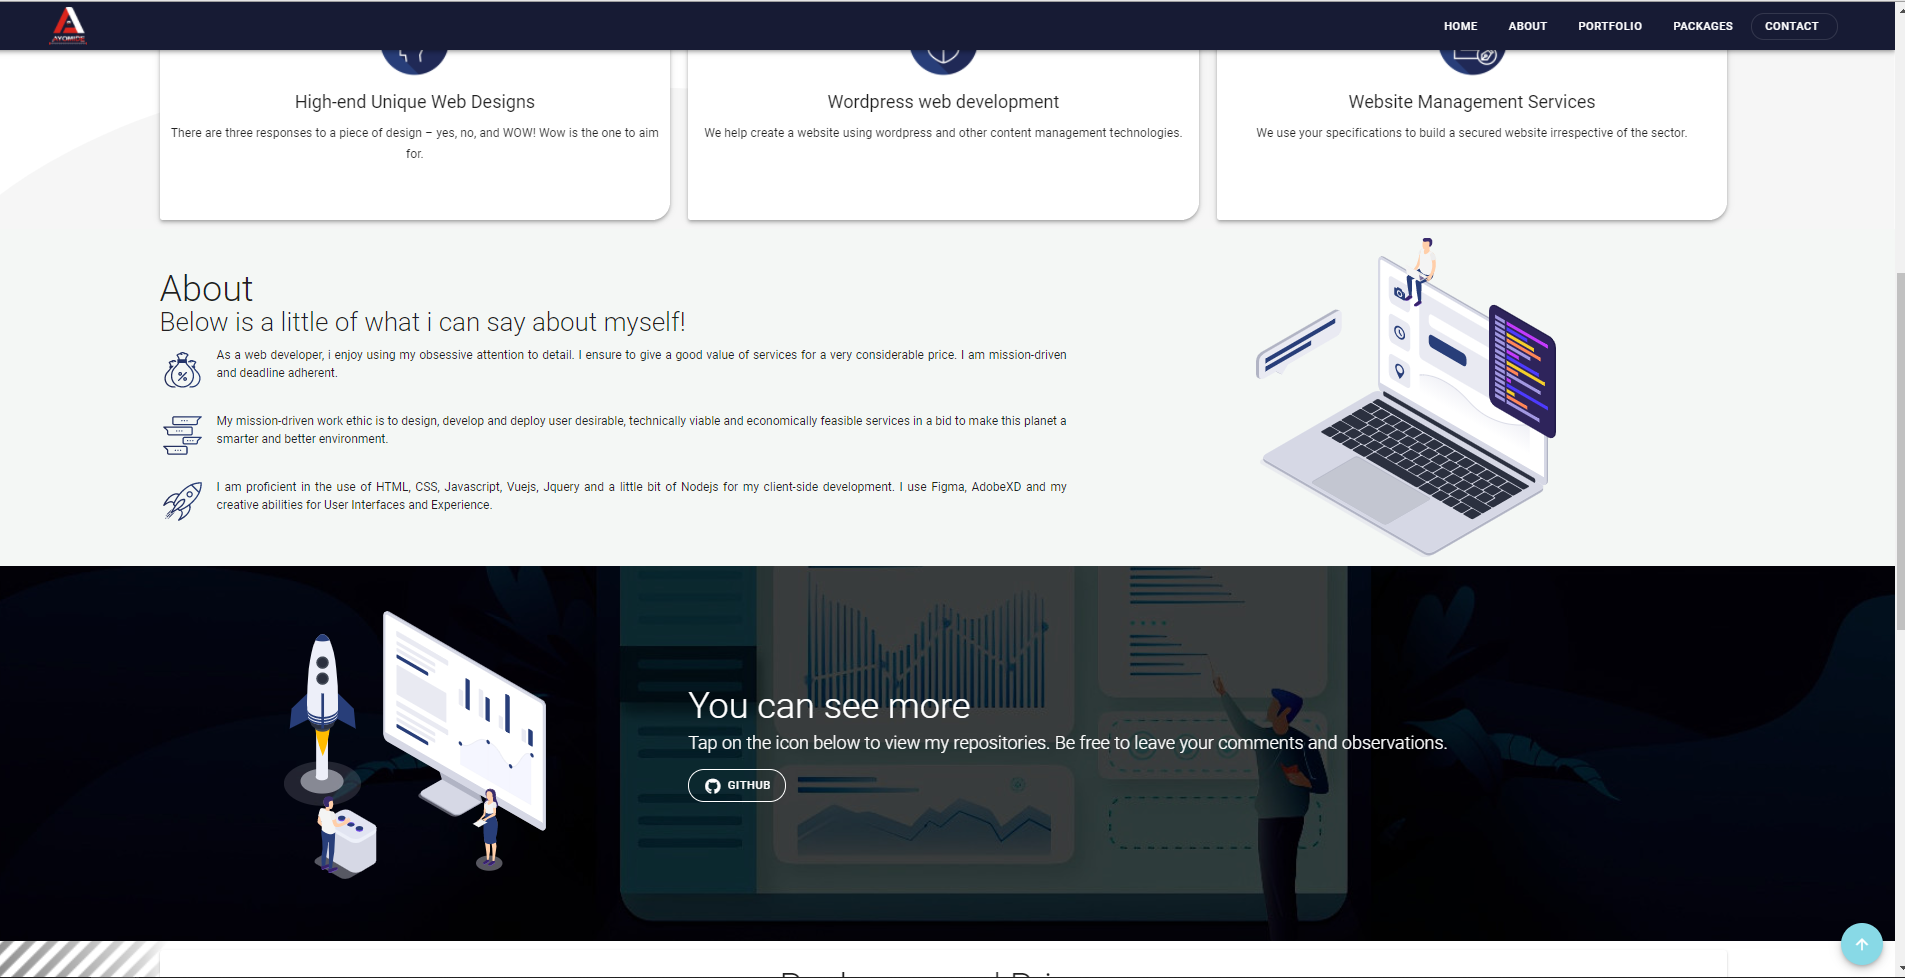 AYOMIDE
HOME ABOUT PORTFOLIO PACKAGES CONTACT
High-end Unique Web Designs
There are three responses to a piece of design – yes, no, and WOW! Wow is the one to aim
for.
Wordpress web development
We help create a website using wordpress and other content management technologies.
Website Management Services
We use your specifications to build a secured website irrespective of the sector.
About
Below is a little of what i can say about myself!
As a web developer, i enjoy using my obsessive attention to detail. I ensure to give a good value of services for a very considerable price. I am mission-driven
and deadline adherent.
My mission-driven work ethic is to design, develop and deploy user desirable, technically viable and economically feasible services in a bid to make this planet a
smarter and better environment.
I am proficient in the use of HTML, CSS, Javascript, Vuejs, Jquery and a little bit of Nodejs for my client-side development. I use Figma, AdobeXD and my
creative abilities for User Interfaces and Experience.
You can see more
Tap on the icon below to view my repositories. Be free to leave your comments and observations.
GITHUB